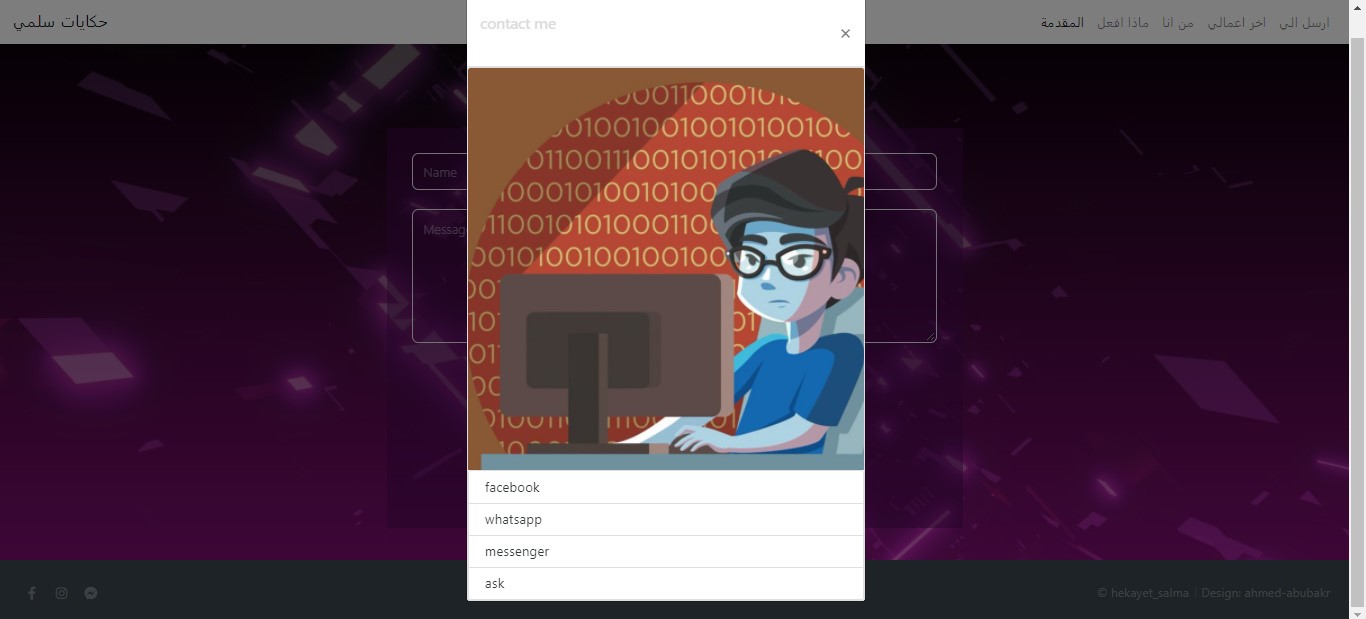 حكايات سلمي
ارسل الي اخر اعمالي من انا ماذا افعل المقدمة
contact me
×
Name
Messag
facebook
whatsapp
messenger
ask
© hekayet_salma | Design: ahmed-abubakr